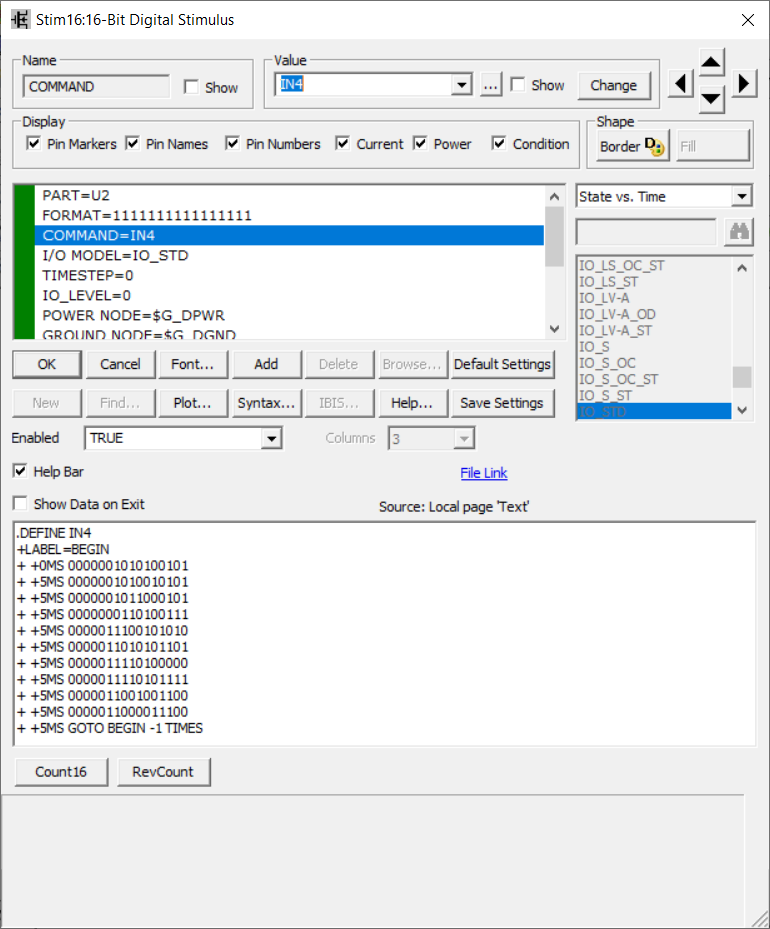 Stim16:16-Bit Digital Stimulus
Name
COMMAND
Show
Value
IN4
...
Show
Change
Display
Pin Markers
Pin Names
Pin Numbers
Current
Power
Condition
Shape
Border
Fill
PART=U2
FORMAT=1111111111111111
COMMAND=IN4
I/O MODEL=IO_STD
TIMESTEP=0
IO_LEVEL=0
POWER NODE=$G_DPWR
GROUND NODE=$G_DGND
State vs. Time
IO_LS_OC_ST
IO_LS_ST
IO_LV-A
IO_LV-A_OD
IO_LV-A_ST
IO_S
IO_S_OC
IO_S_OC_ST
IO_S_ST
IO_STD
OK
Cancel
Font...
Add
Delete
Browse...
Default Settings
New
Find...
Plot...
Syntax...
IBIS...
Help...
Save Settings
Enabled
TRUE
Columns
3
Help Bar
File Link
Show Data on Exit
Source: Local page 'Text'
.DEFINE IN4
+LABEL=BEGIN
+ +0MS 0000001010100101
+ +5MS 0000001010010101
+ +5MS 0000001011000101
+ +5MS 0000000110100111
+ +5MS 0000011100101010
+ +5MS 0000011010101101
+ +5MS 0000011110100000
+ +5MS 0000011110101111
+ +5MS 0000011001001100
+ +5MS 0000011000011100
+ +5MS GOTO BEGIN -1 TIMES
Count16
RevCount